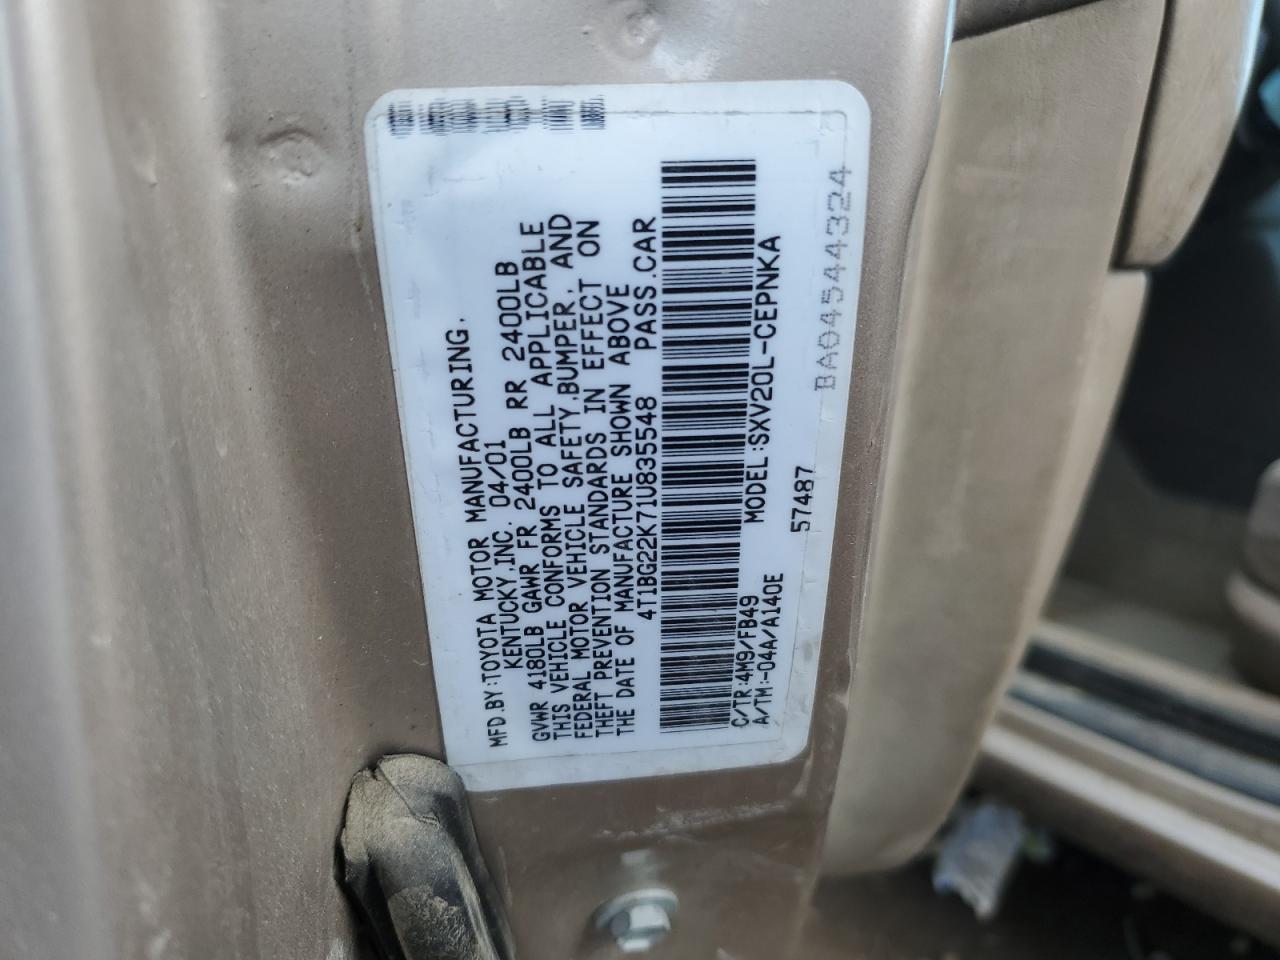 MFD.BY:TOYOTA MOTOR MANUFACTURING,
KENTUCKY,INC. 04/01
GVWR 4180LB GAWR FR 2400LB RR 2400LB
THIS VEHICLE CONFORMS TO ALL APPLICABLE
FEDERAL MOTOR VEHICLE SAFETY,BUMPER, AND
THEFT PREVENTION STANDARDS IN EFFECT ON
THE DATE OF MANUFACTURE SHOWN ABOVE
4T1BG22K71U835548 PASS.CAR
C/TR:4M9/FB49 MODEL:SXV20L-CEPNKA
A/TM:-04A/A140E
57487
BA04544324